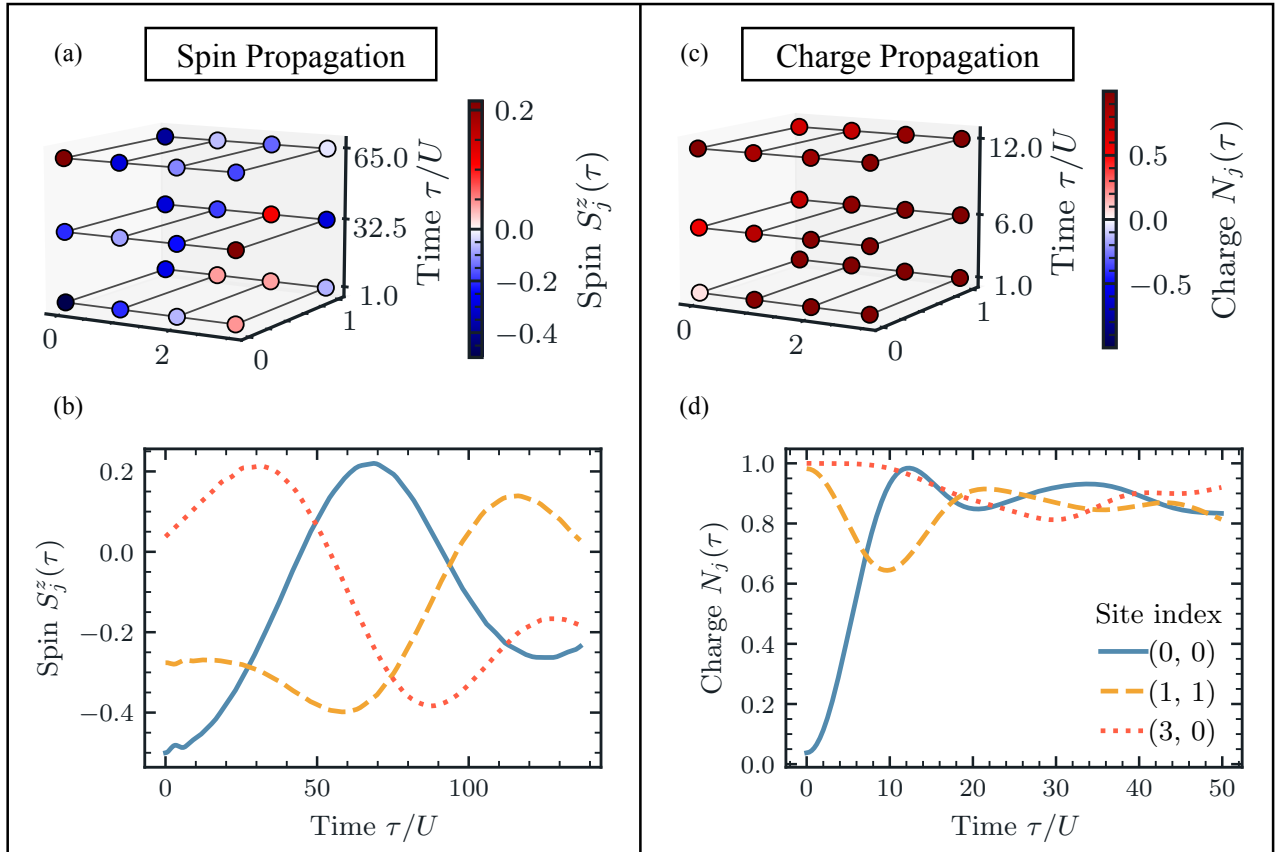 (a)
Spin Propagation
0.2
0.0
−0.2
−0.4
Spin S_j^z(τ)
65.0
32.5
1.0
Time τ/U
0
2
0
1
(b)
0.2
0.0
−0.2
−0.4
Spin S_j^z(τ)
0
50
100
Time τ/U
(c)
Charge Propagation
0.5
0.0
−0.5
Charge N_j(τ)
12.0
6.0
1.0
Time τ/U
0
2
0
1
(d)
1.0
0.8
0.6
0.4
0.2
0.0
Charge N_j(τ)
Site index
(0, 0)
(1, 1)
(3, 0)
0
10
20
30
40
50
Time τ/U